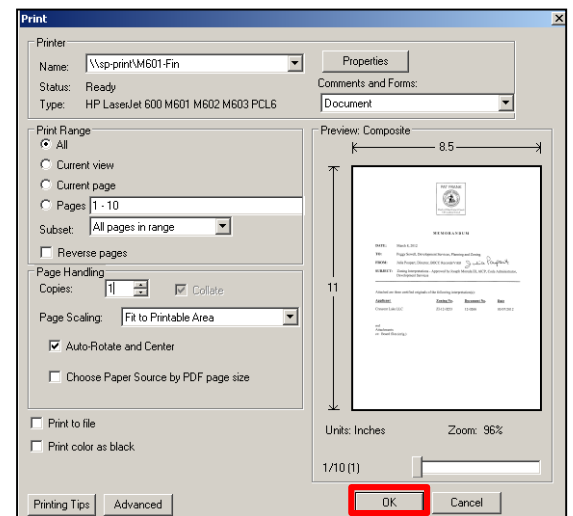 Print
Printer
Name: \\sp-print\M601-Fin
Properties
Status: Ready
Comments and Forms:
Type: HP LaserJet 600 M601 M602 M603 PCL6
Document
Print Range
All
Current view
Current page
Pages 1 - 10
Subset: All pages in range
Reverse pages
Page Handling
Copies: 1 Collate
Page Scaling: Fit to Printable Area
Auto-Rotate and Center
Choose Paper Source by PDF page size
Print to file
Print color as black
Printing Tips Advanced
Preview: Composite
8.5
11
MEMORANDUM
DATE:
TO:
FROM:
SUBJECT:
Units: Inches Zoom: 96%
1/10 (1)
OK Cancel